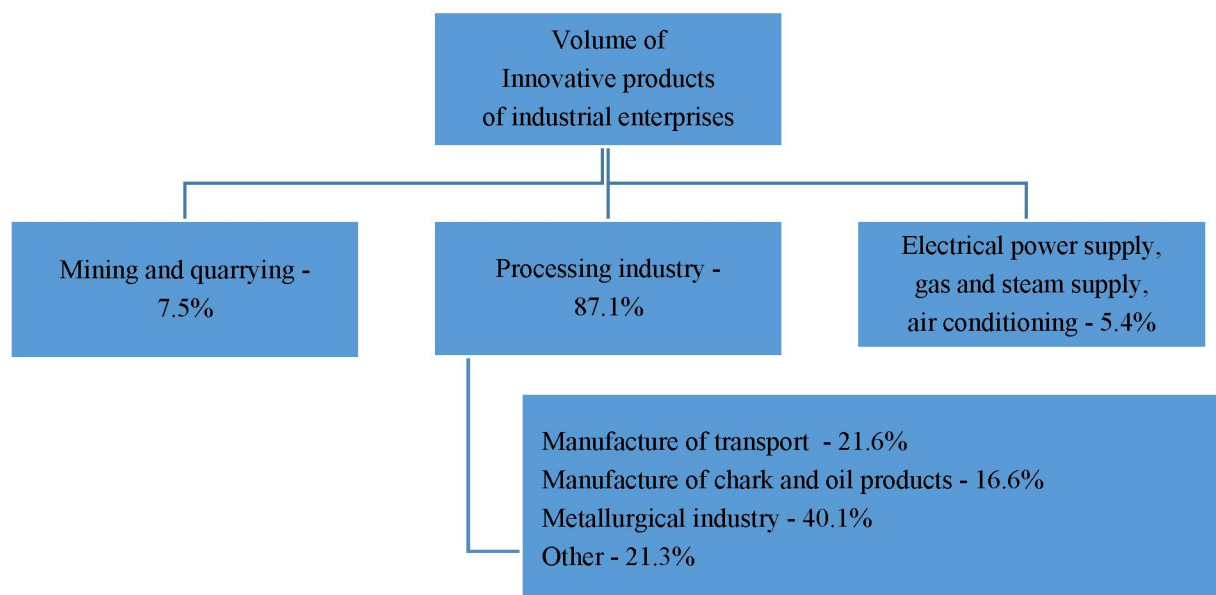 Volume of
Innovative products
of industrial enterprises
Mining and quarrying -
7.5%
Processing industry -
87.1%
Electrical power supply,
gas and steam supply,
air conditioning - 5.4%
Manufacture of transport - 21.6%
Manufacture of chark and oil products - 16.6%
Metallurgical industry - 40.1%
Other - 21.3%